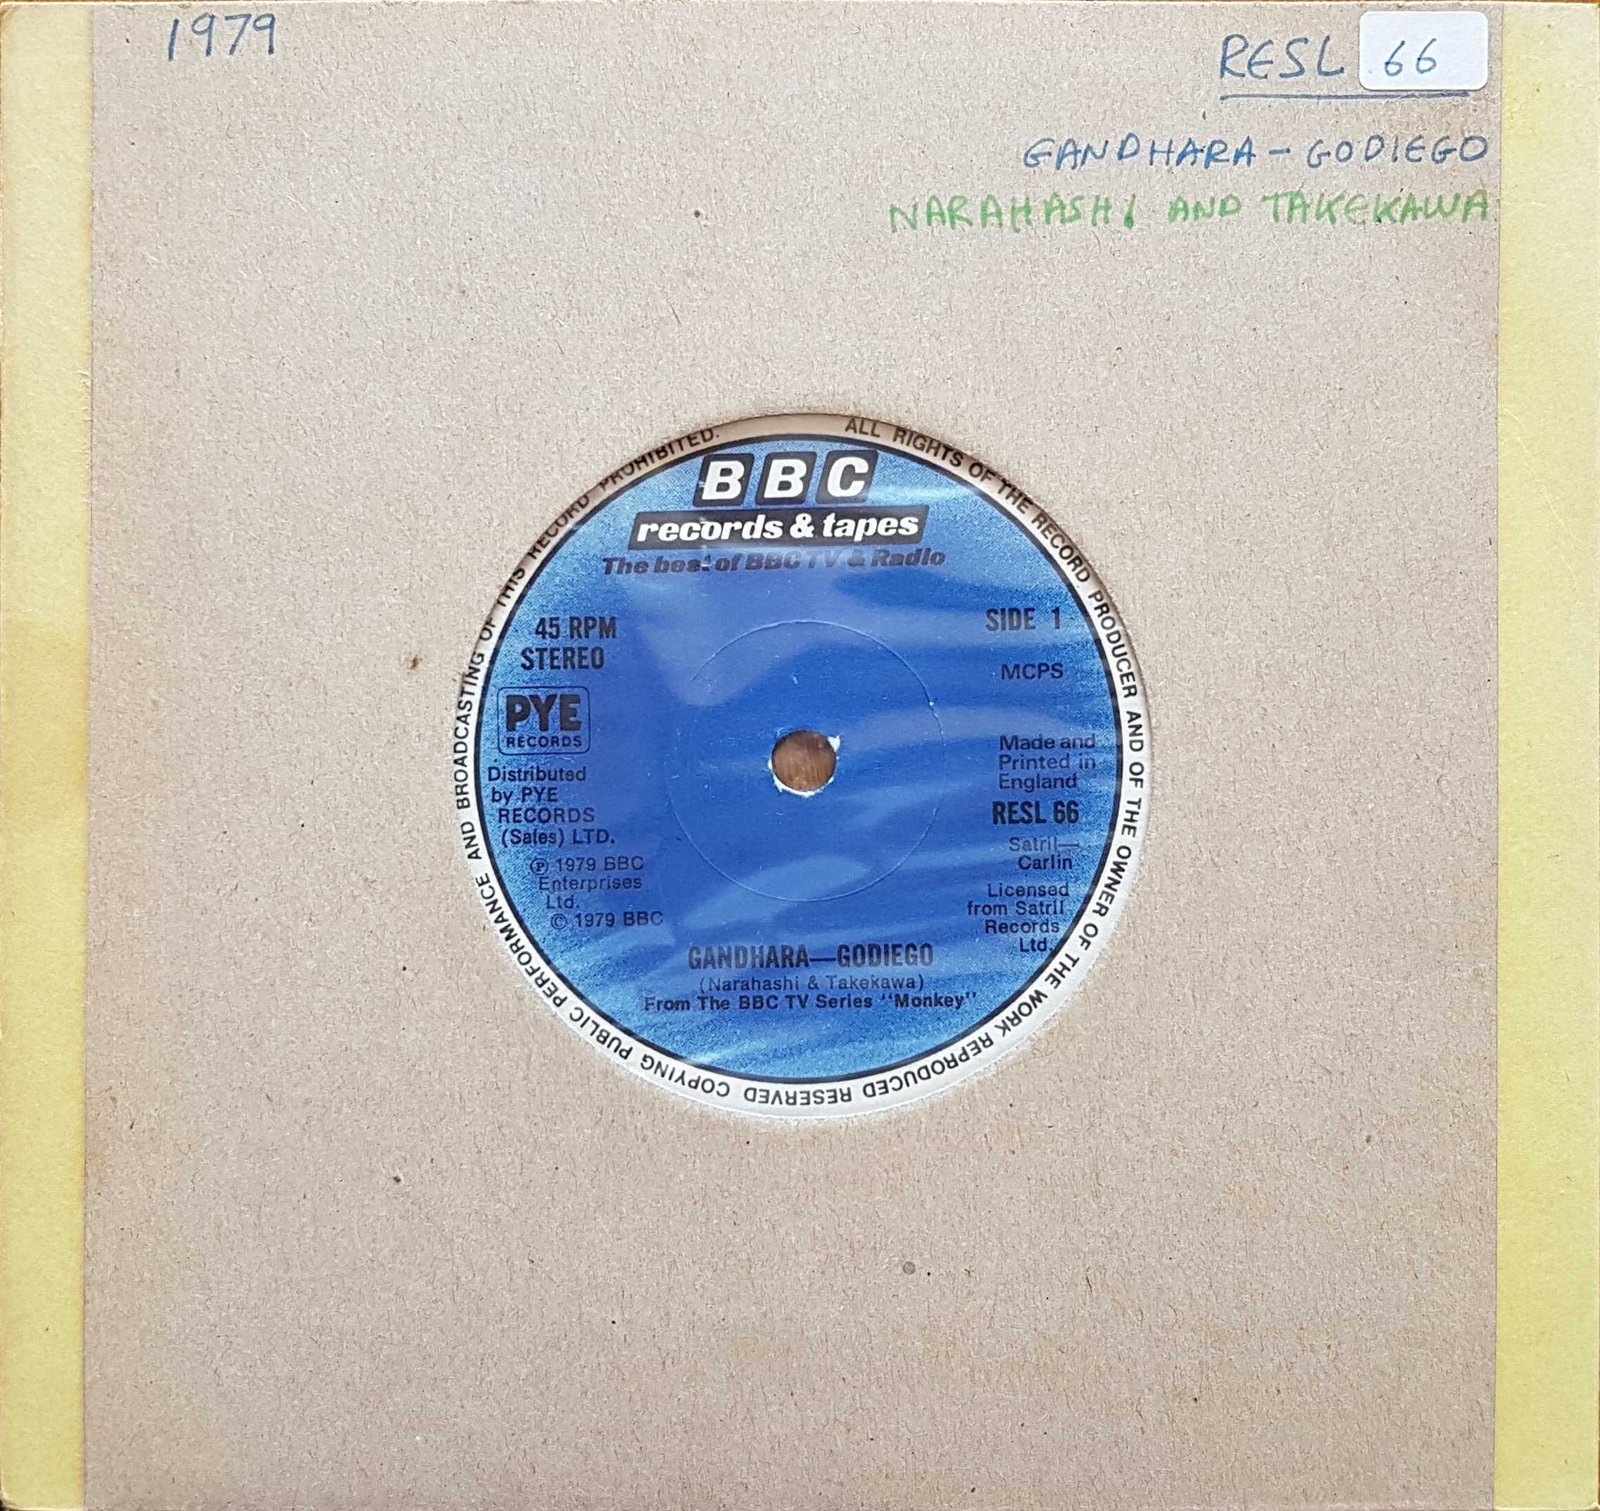 1979
RESL 66
GANDHARA - GODIEGO
NARAHASHI AND TAKEKAWA
ALL RIGHTS OF THE RECORD PRODUCER AND OF THE OWNER OF THE WORK REPRODUCED RESERVED COPYING PUBLIC PERFORMANCE AND BROADCASTING OF THIS RECORD PROHIBITED.
BBC
records & tapes
The best of BBC TV & Radio
45 RPM
STEREO
PYE
RECORDS
Distributed
by PYE
RECORDS
(Sales) LTD.
℗ 1979 BBC
Enterprises
Ltd.
© 1979 BBC
SIDE 1
MCPS
Made and
Printed in
England
RESL 66
Satril—
Carlin
Licensed
from Satril
Records
Ltd.
GANDHARA—GODIEGO
(Narahashi & Takekawa)
From The BBC TV Series "Monkey"